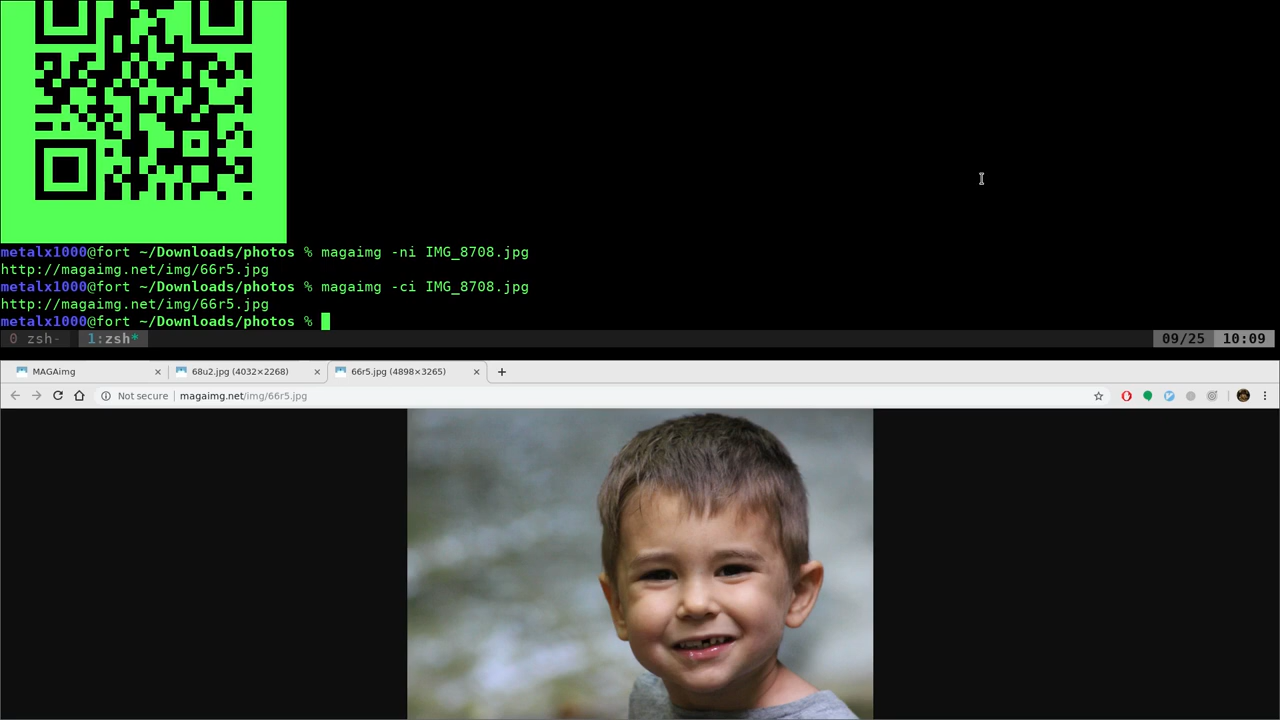 metalx1000@fort ~/Downloads/photos % magaimg -ni IMG_8708.jpg
http://magaimg.net/img/66r5.jpg
metalx1000@fort ~/Downloads/photos % magaimg -ci IMG_8708.jpg
http://magaimg.net/img/66r5.jpg
metalx1000@fort ~/Downloads/photos %
0 zsh- 1:zsh* 09/25 10:09
MAGAimg 68u2.jpg (4032×2268) 66r5.jpg (4898×3265)
Not secure magaimg.net/img/66r5.jpg